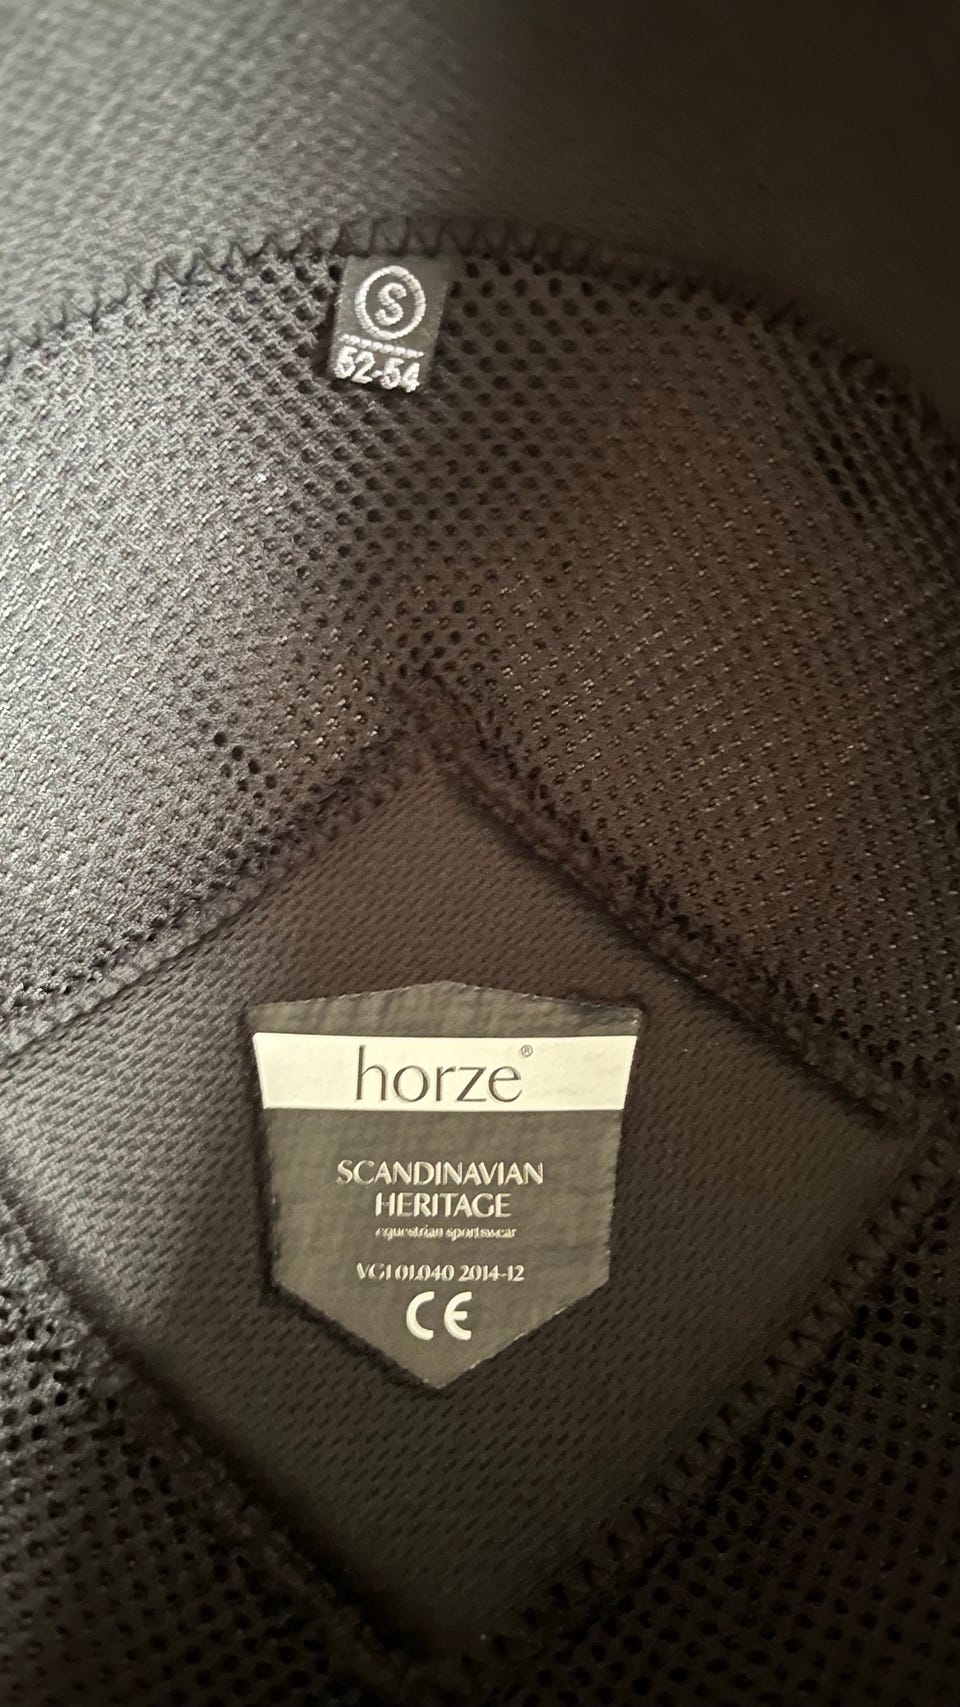 S
52-54
horze®
SCANDINAVIAN
HERITAGE
equestrian sportswear
VG1 01.040 2014-12
CE